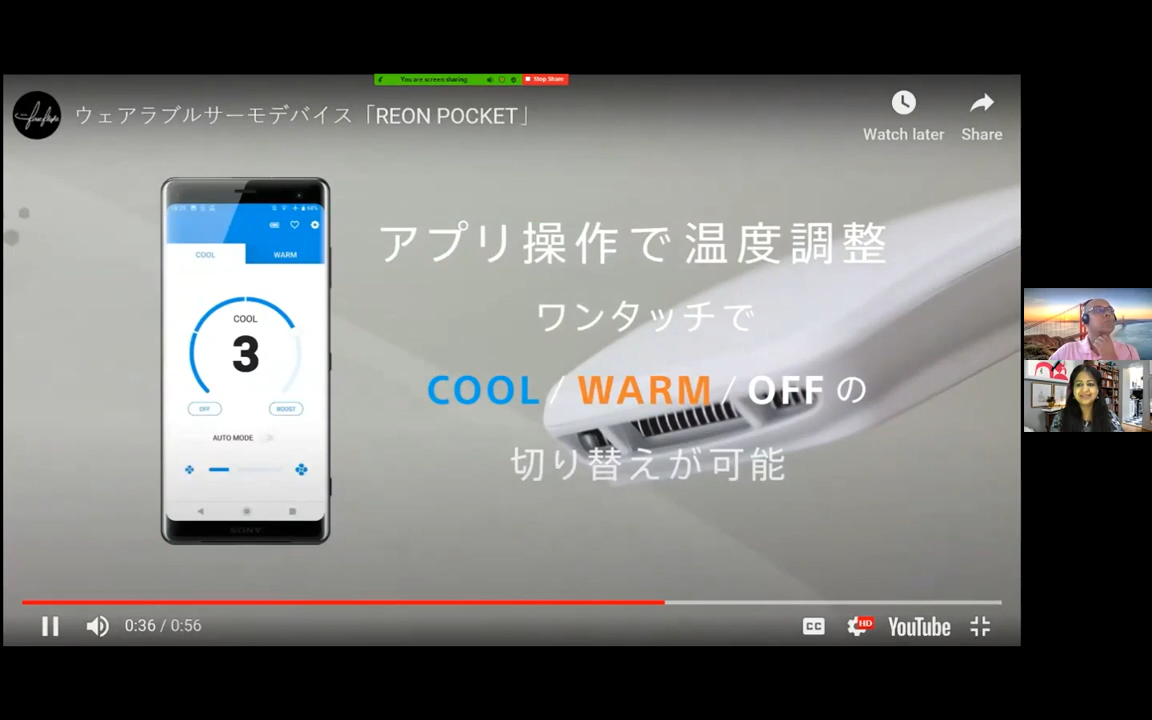 You are screen sharing
Stop Share
ウェアラブルサーモデバイス「REON POCKET」
Watch later
Share
COOL
WARM
COOL
3
OFF
BOOST
AUTO MODE
SONY
アプリ操作で温度調整
ワンタッチで
COOL / WARM / OFF の
切り替えが可能
0:36 / 0:56
CC
HD
YouTube